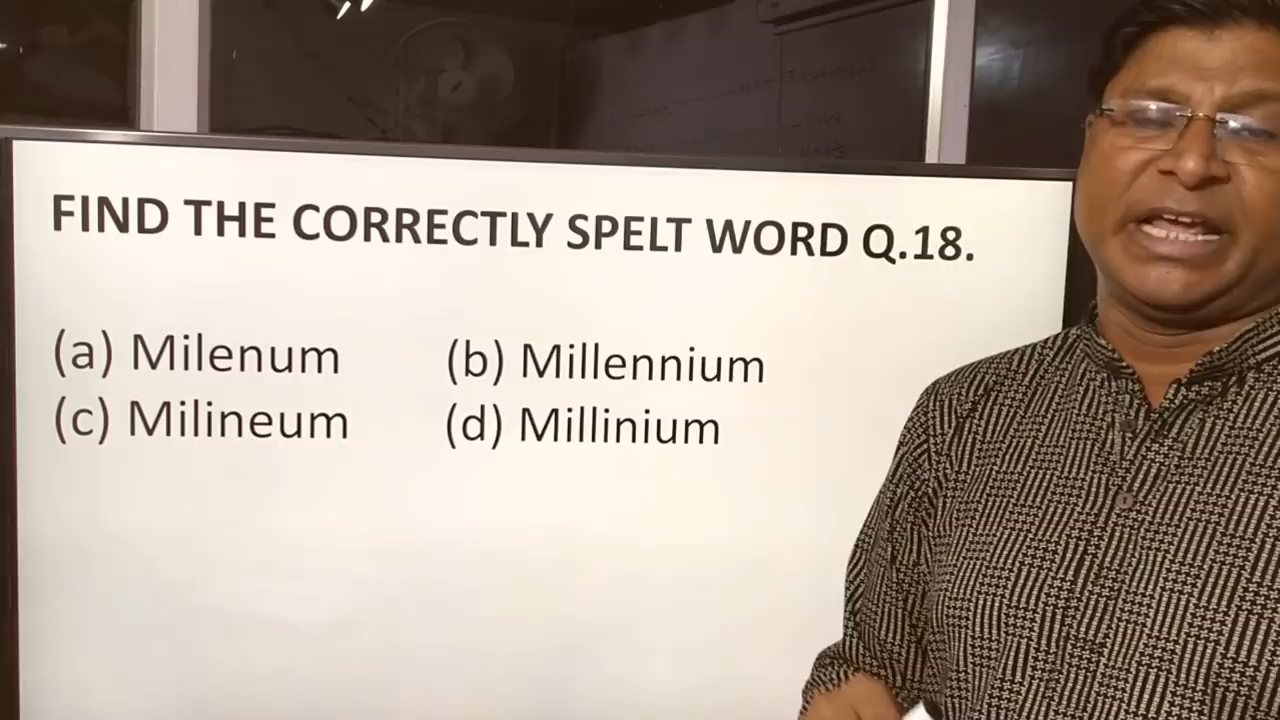 FIND THE CORRECTLY SPELT WORD Q.18.
(a) Milenum (b) Millennium
(c) Milineum (d) Millinium